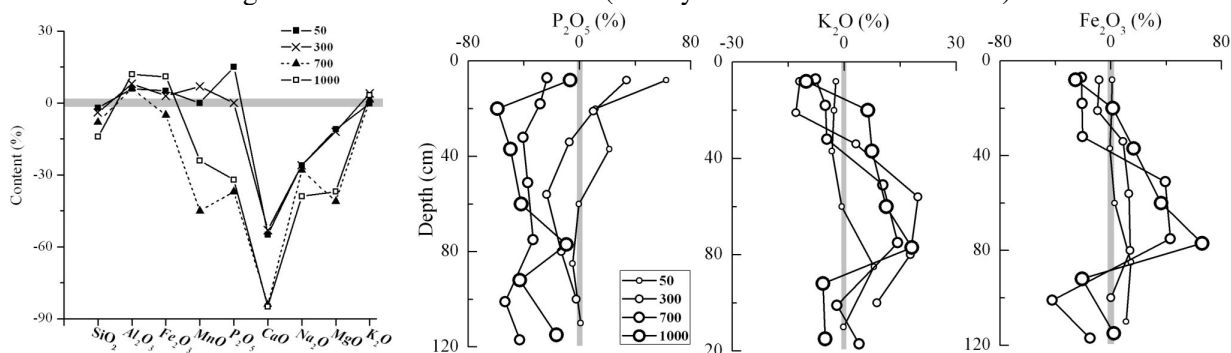 P₂O₅ (%)
K₂O (%)
Fe₂O₃ (%)
30
0
-30
-60
-90
Content (%)
50
300
700
1000
SiO₂
Al₂O₃
Fe₂O₃
MnO
P₂O₅
CaO
Na₂O
MgO
K₂O
-80
0
80
0
40
80
120
Depth (cm)
50
300
700
1000
-30
0
30
0
40
80
20
-80
0
80
0
40
80
120